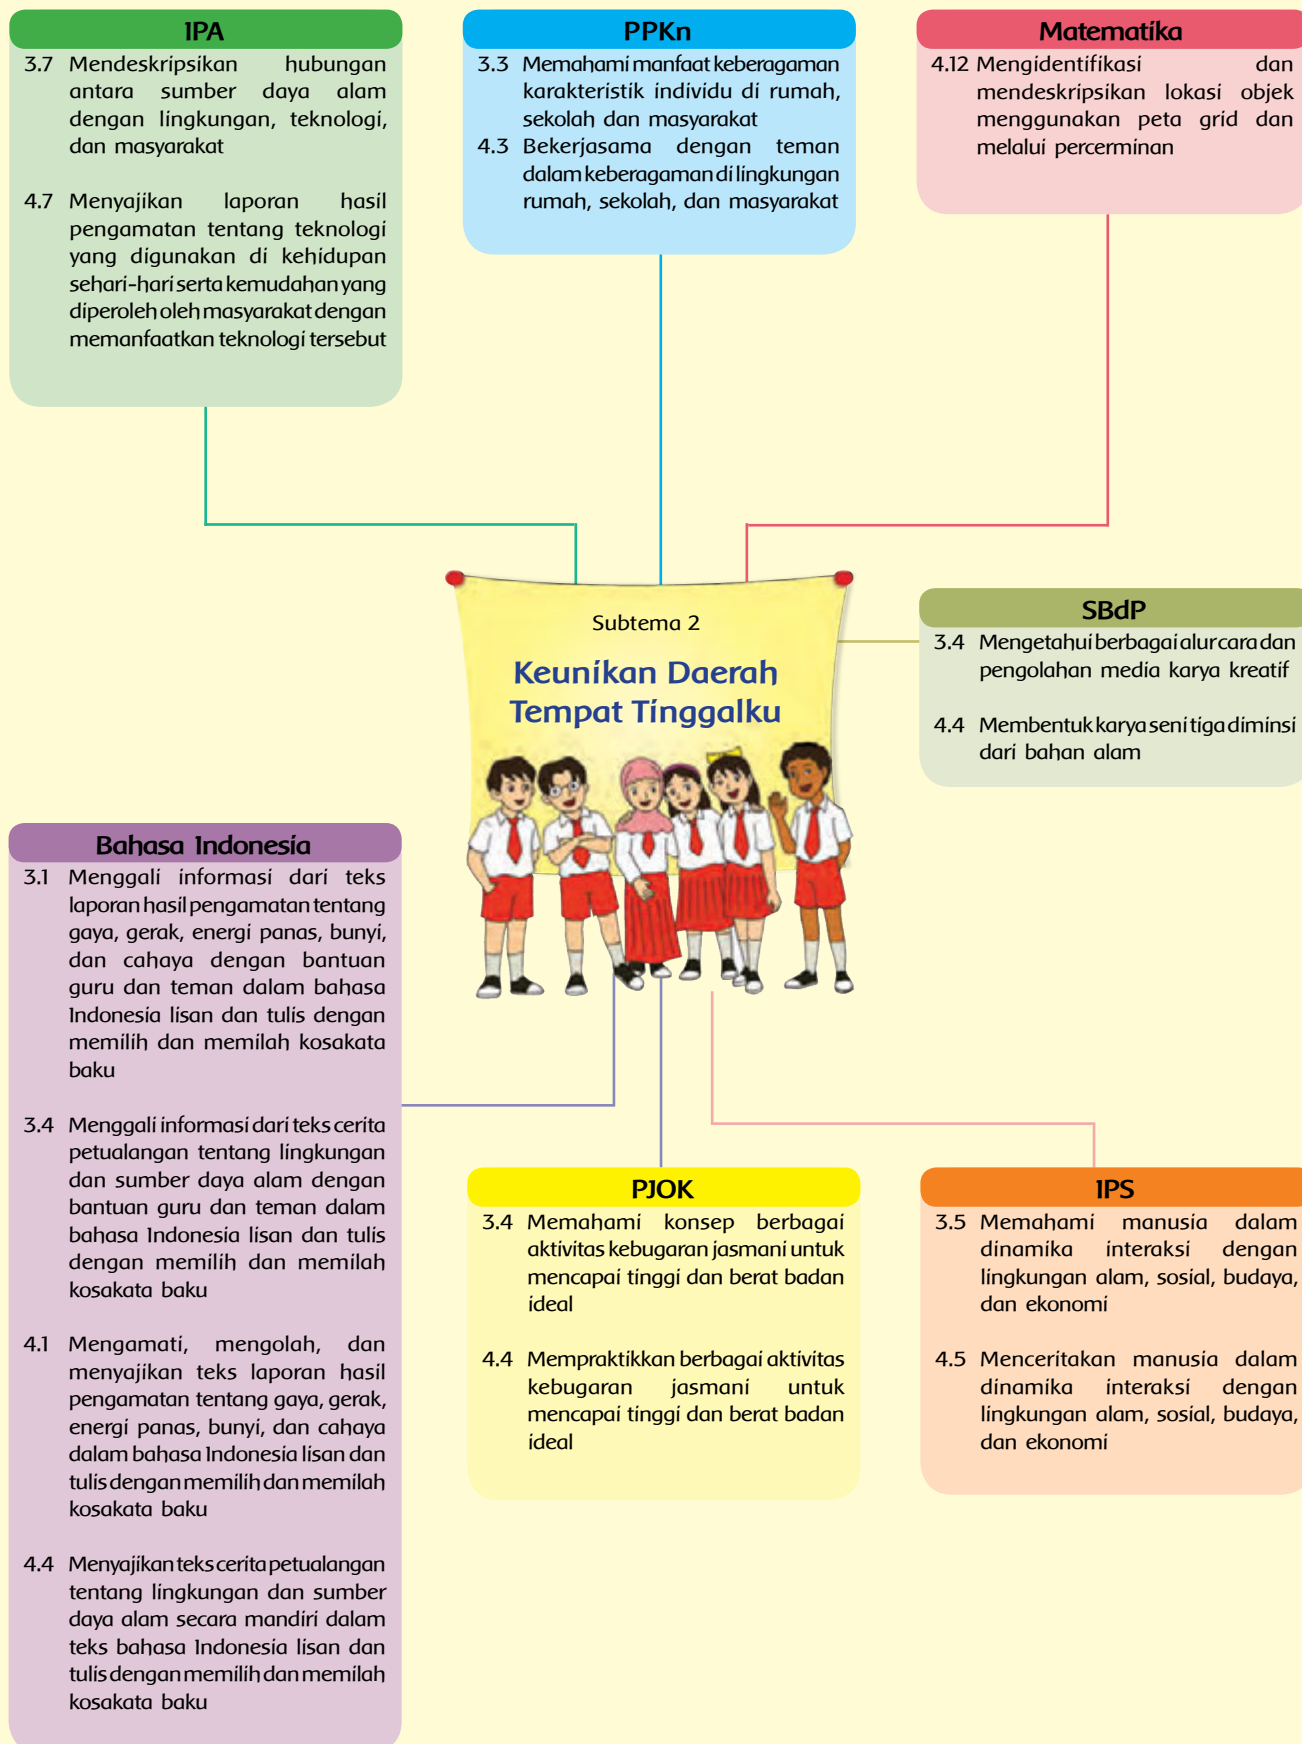 IPA
3.7 Mendeskripsikan hubungan
antara sumber daya alam
dengan lingkungan, teknologi,
dan masyarakat
4.7 Menyajikan laporan hasil
pengamatan tentang teknologi
yang digunakan di kehidupan
sehari-hari serta kemudahan yang
diperoleh oleh masyarakat dengan
memanfaatkan teknologi tersebut
PPKn
3.3 Memahami manfaat keberagaman
karakteristik individu di rumah,
sekolah dan masyarakat
4.3 Bekerjasama dengan teman
dalam keberagaman di lingkungan
rumah, sekolah, dan masyarakat
Matematika
4.12 Mengidentifikasi dan
mendeskripsikan lokasi objek
menggunakan peta grid dan
melalui percerminan
Subtema 2
Keunikan Daerah
Tempat Tinggalku
SBdP
3.4 Mengetahui berbagai alur cara dan
pengolahan media karya kreatif
4.4 Membentuk karya seni tiga diminsi
dari bahan alam
Bahasa Indonesia
3.1 Menggali informasi dari teks
laporan hasil pengamatan tentang
gaya, gerak, energi panas, bunyi,
dan cahaya dengan bantuan
guru dan teman dalam bahasa
Indonesia lisan dan tulis dengan
memilih dan memilah kosakata
baku
3.4 Menggali informasi dari teks cerita
petualangan tentang lingkungan
dan sumber daya alam dengan
bantuan guru dan teman dalam
bahasa Indonesia lisan dan tulis
dengan memilih dan memilah
kosakata baku
4.1 Mengamati, mengolah, dan
menyajikan teks laporan hasil
pengamatan tentang gaya, gerak,
energi panas, bunyi, dan cahaya
dalam bahasa Indonesia lisan dan
tulis dengan memilih dan memilah
kosakata baku
4.4 Menyajikan teks cerita petualangan
tentang lingkungan dan sumber
daya alam secara mandiri dalam
teks bahasa Indonesia lisan dan
tulis dengan memilih dan memilah
kosakata baku
PJOK
3.4 Memahami konsep berbagai
aktivitas kebugaran jasmani untuk
mencapai tinggi dan berat badan
ideal
4.4 Mempraktikkan berbagai aktivitas
kebugaran jasmani untuk
mencapai tinggi dan berat badan
ideal
IPS
3.5 Memahami manusia dalam
dinamika interaksi dengan
lingkungan alam, sosial, budaya,
dan ekonomi
4.5 Menceritakan manusia dalam
dinamika interaksi dengan
lingkungan alam, sosial, budaya,
dan ekonomi